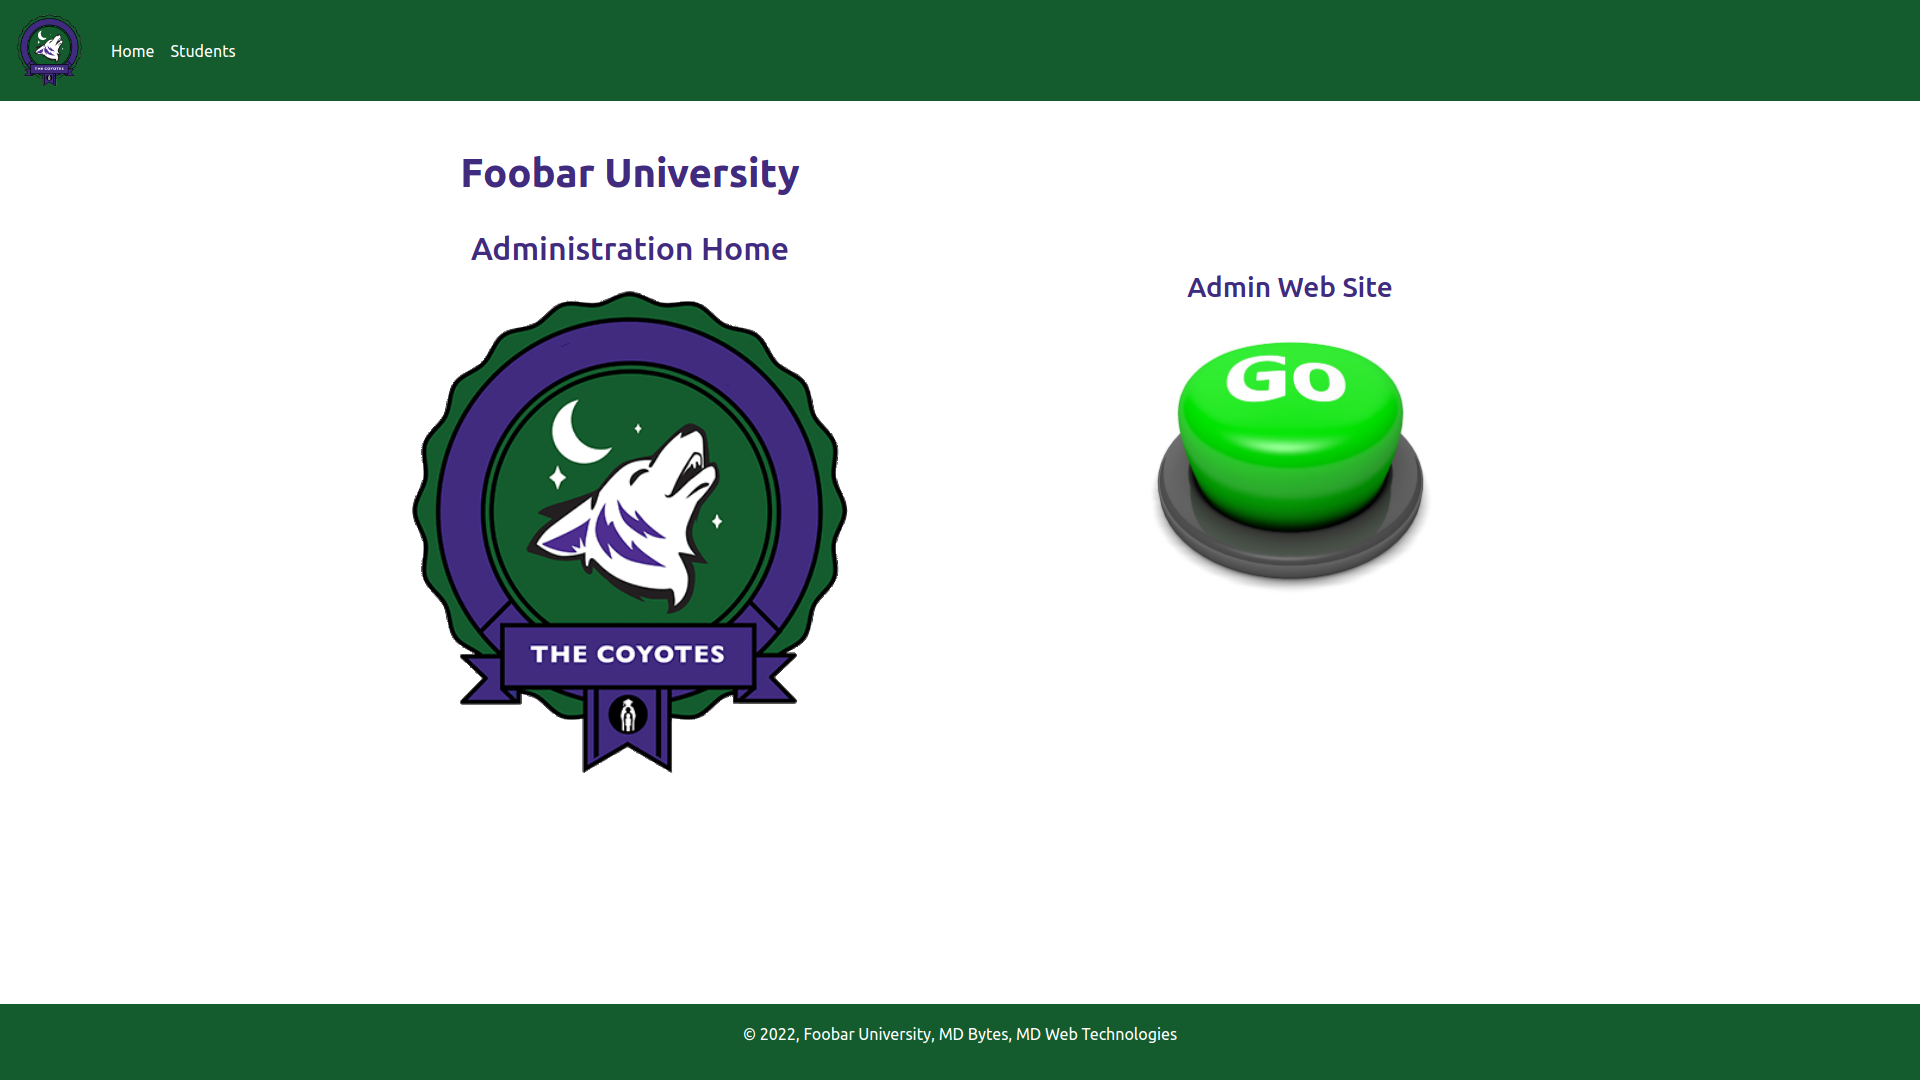 Home Students
Foobar University
Administration Home
THE COYOTES
Admin Web Site
Go
© 2022, Foobar University, MD Bytes, MD Web Technologies